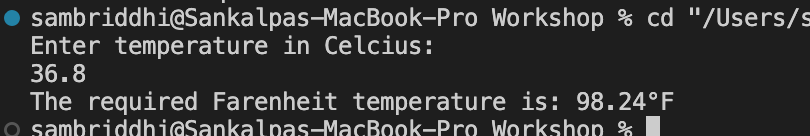 sambriddhi@Sankalpas-MacBook-Pro Workshop % cd "/Users/s
Enter temperature in Celcius:
36.8
The required Farenheit temperature is: 98.24°F
sambriddhi@Sankalpas-MacBook-Pro Workshop %